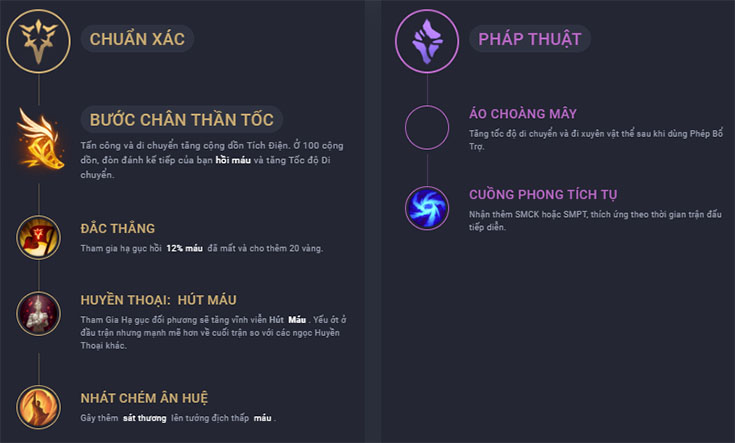 CHUẨN XÁC
BƯỚC CHÂN THẦN TỐC
Tấn công và di chuyển tăng cộng dồn Tích Điện. Ở 100 cộng
dồn, đòn đánh kế tiếp của bạn hồi máu và tăng Tốc độ Di
chuyển.
ĐẮC THẮNG
Tham gia hạ gục hồi 12% máu đã mất và cho thêm 20 vàng.
HUYỀN THOẠI: HÚT MÁU
Tham Gia Hạ gục đối phương sẽ tăng vĩnh viễn Hút Máu . Yếu ớt ở
đầu trận nhưng mạnh mẽ hơn về cuối trận so với các ngọc Huyền
Thoại khác.
NHÁT CHÉM ÂN HUỆ
Gây thêm sát thương lên tướng địch thấp máu .
PHÁP THUẬT
ÁO CHOÀNG MÂY
Tăng tốc độ di chuyển và đi xuyên vật thể sau khi dùng Phép Bổ
Trợ.
CUỒNG PHONG TÍCH TỤ
Nhận thêm SMCK hoặc SMPT, thích ứng theo thời gian trận đấu
tiếp diễn.